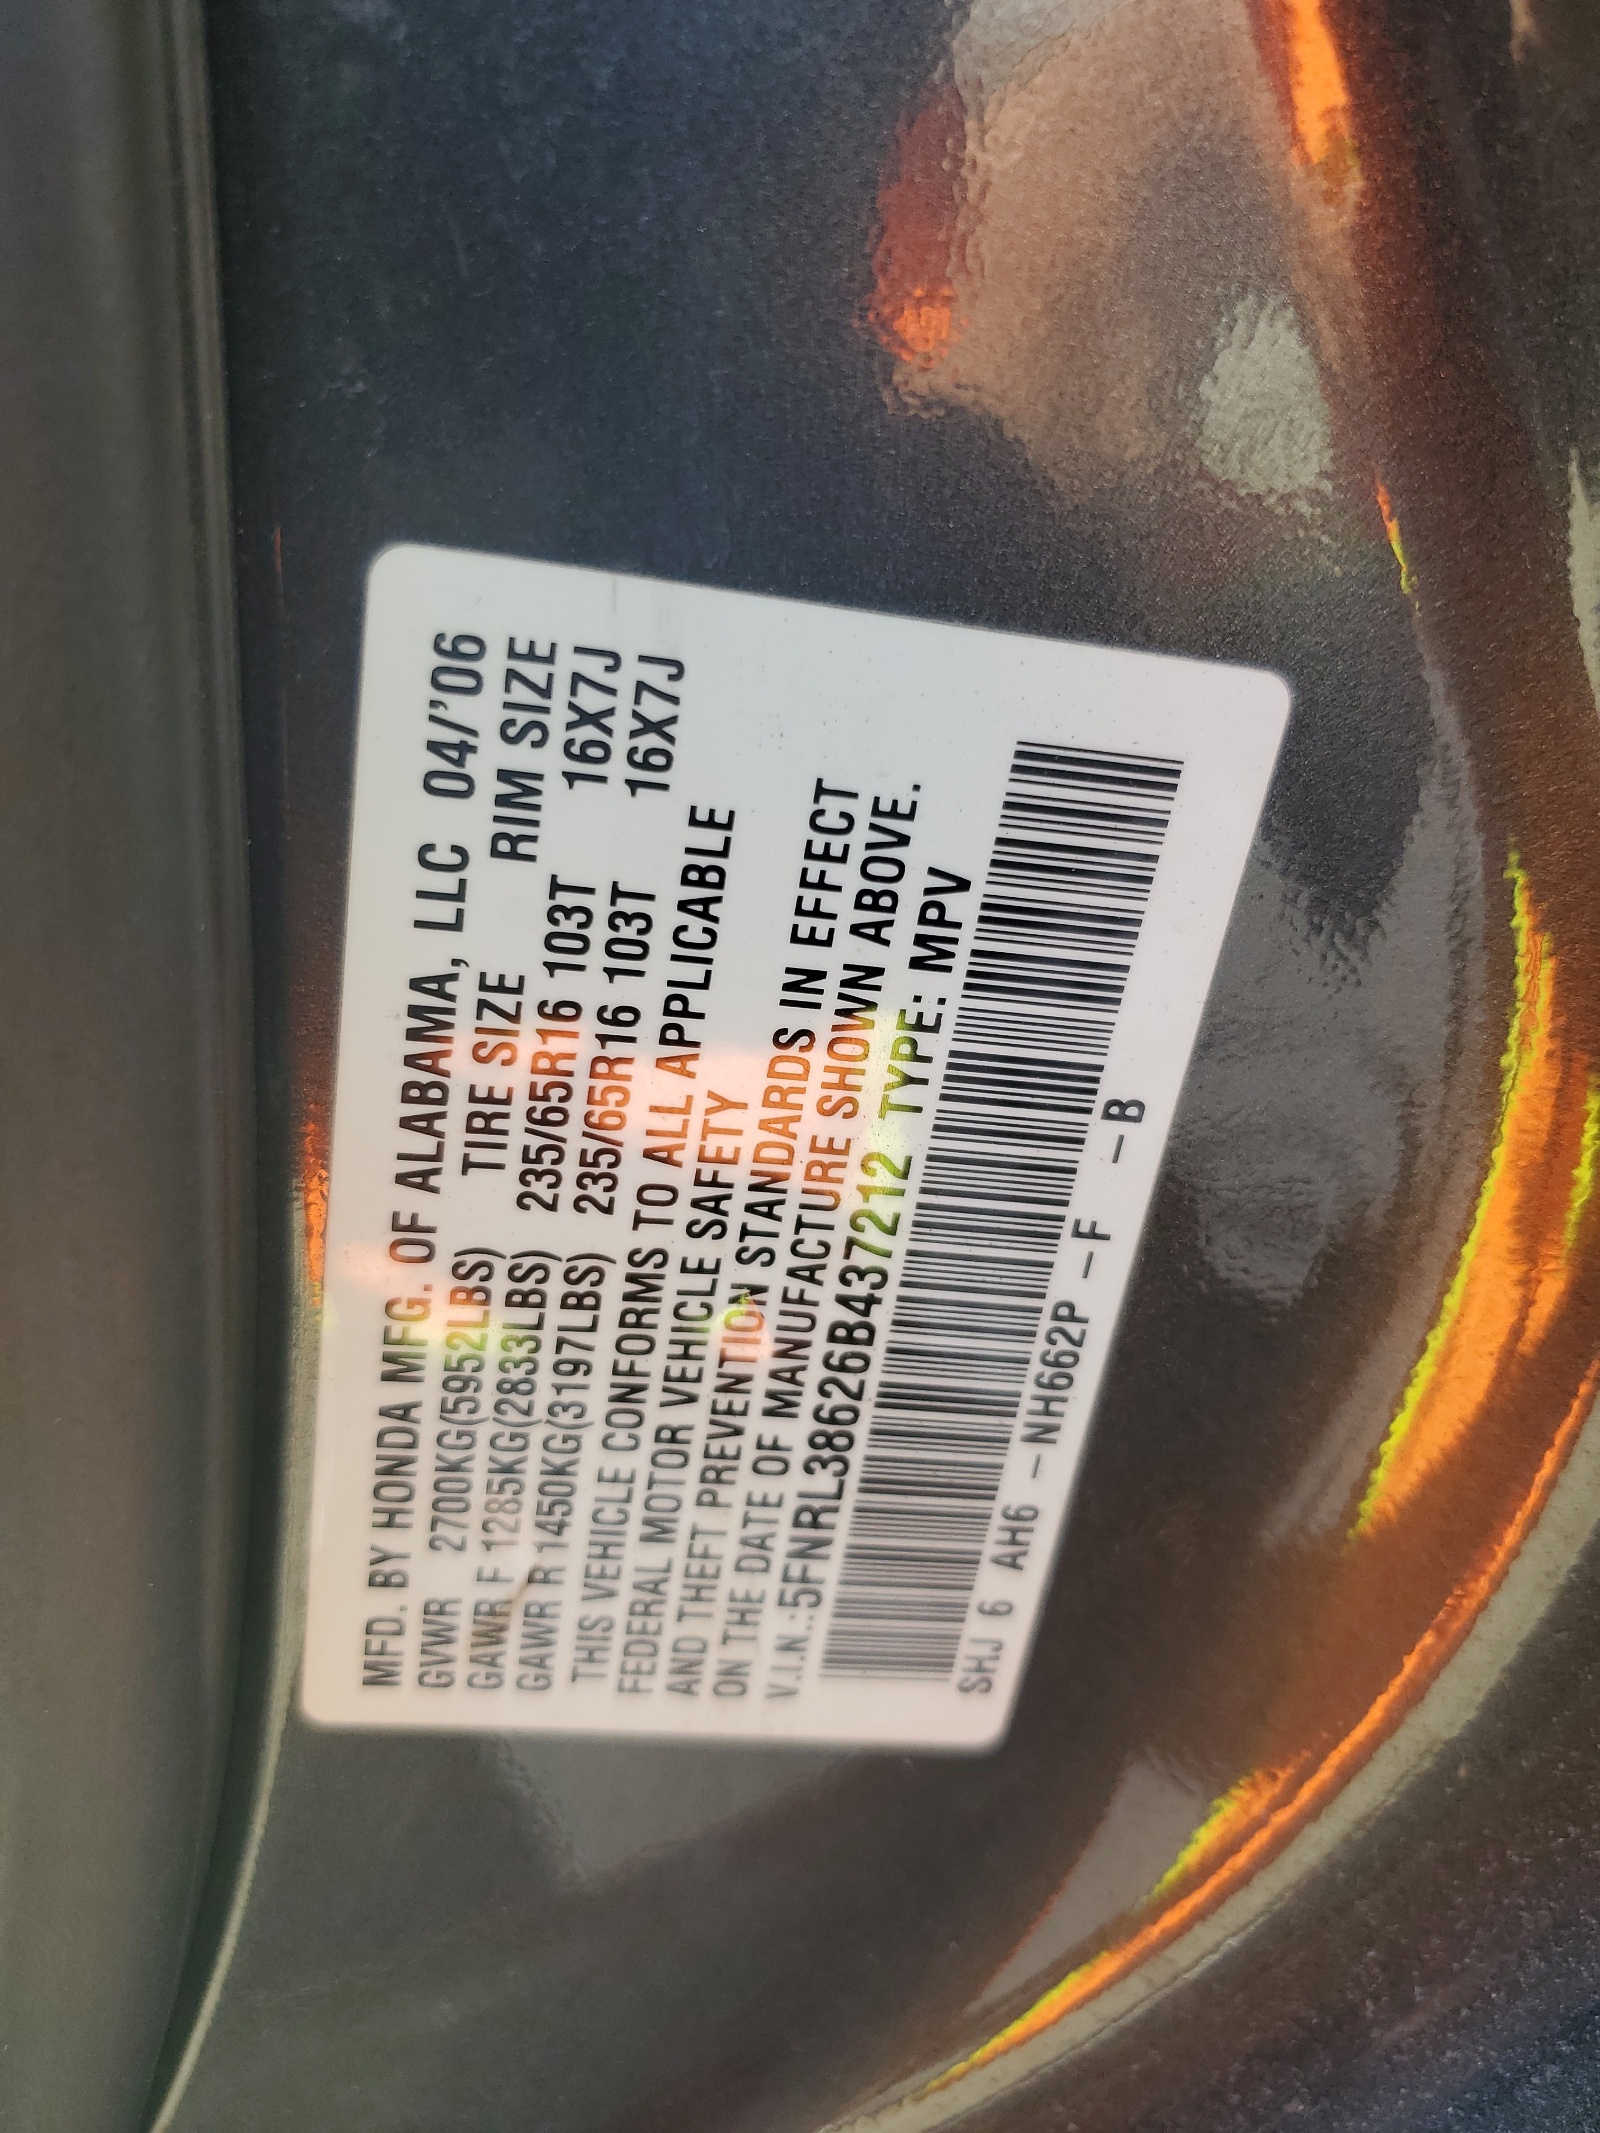 MFD. BY HONDA MFG. OF ALABAMA, LLC 04/'06
GVWR 2700KG(5952LBS) TIRE SIZE RIM SIZE
GAWR F 1285KG(2833LBS) 235/65R16 103T 16X7J
GAWR R 1450KG(3197LBS) 235/65R16 103T 16X7J
THIS VEHICLE CONFORMS TO ALL APPLICABLE
FEDERAL MOTOR VEHICLE SAFETY
AND THEFT PREVENTION STANDARDS IN EFFECT
ON THE DATE OF MANUFACTURE SHOWN ABOVE.
V.I.N.:5FNRL38626B437212 TYPE: MPV
SHJ 6 AH6 – NH662P – F – B